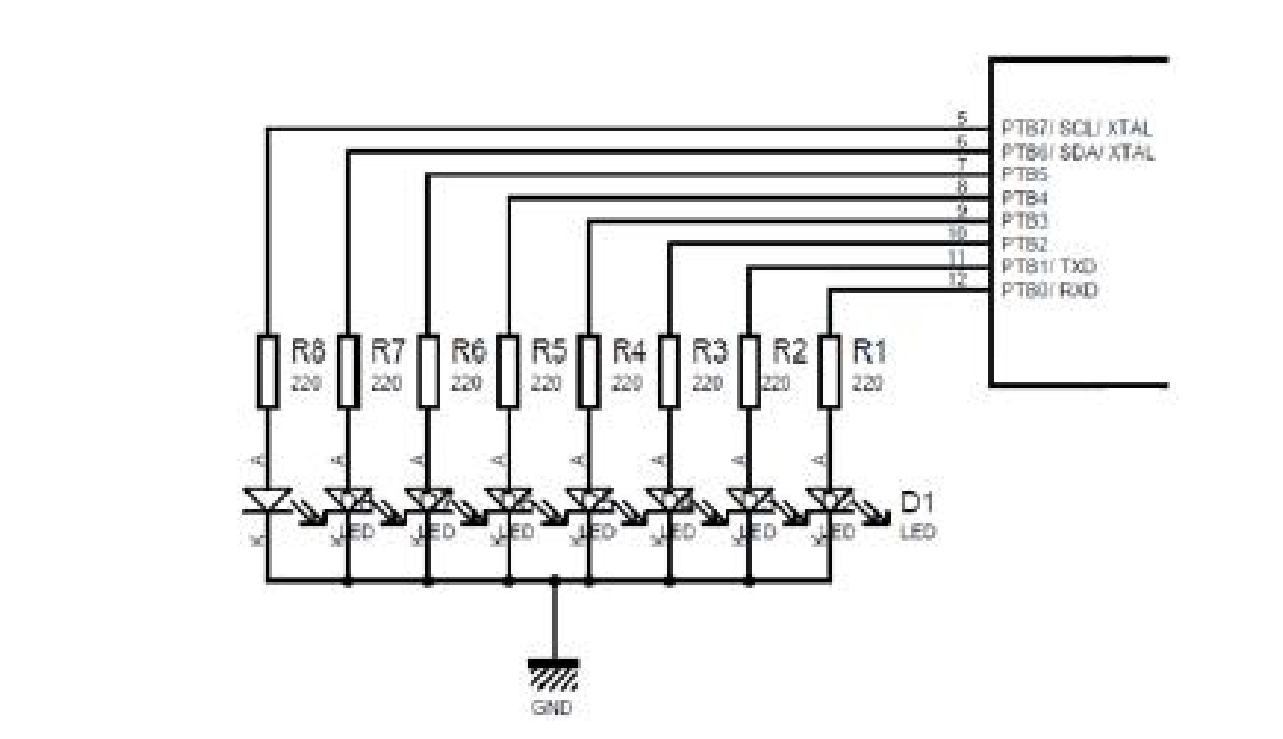 5 PTB7/ SCL/ XTAL
6 PTB6/ SDA/ XTAL
7 PTB5
8 PTB4
9 PTB3
10 PTB2
11 PTB1/ TXD
12 PTB0/ RXD
R8 R7 R6 R5 R4 R3 R2 R1
220 220 220 220 220 220 220 220
A A A A A A A A
D1
LED LED LED LED LED LED LED LED
K K K K K K K K
GND